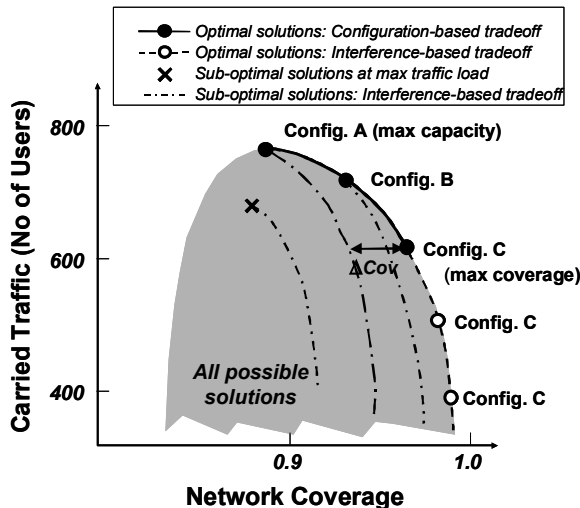 Optimal solutions: Configuration-based tradeoff
Optimal solutions: Interference-based tradeoff
Sub-optimal solutions at max traffic load
Sub-optimal solutions: Interference-based tradeoff
Carried Traffic (No of Users)
800
600
400
Config. A (max capacity)
Config. B
Config. C
(max coverage)
ΔCov
Config. C
Config. C
All possible
solutions
0.9
1.0
Network Coverage